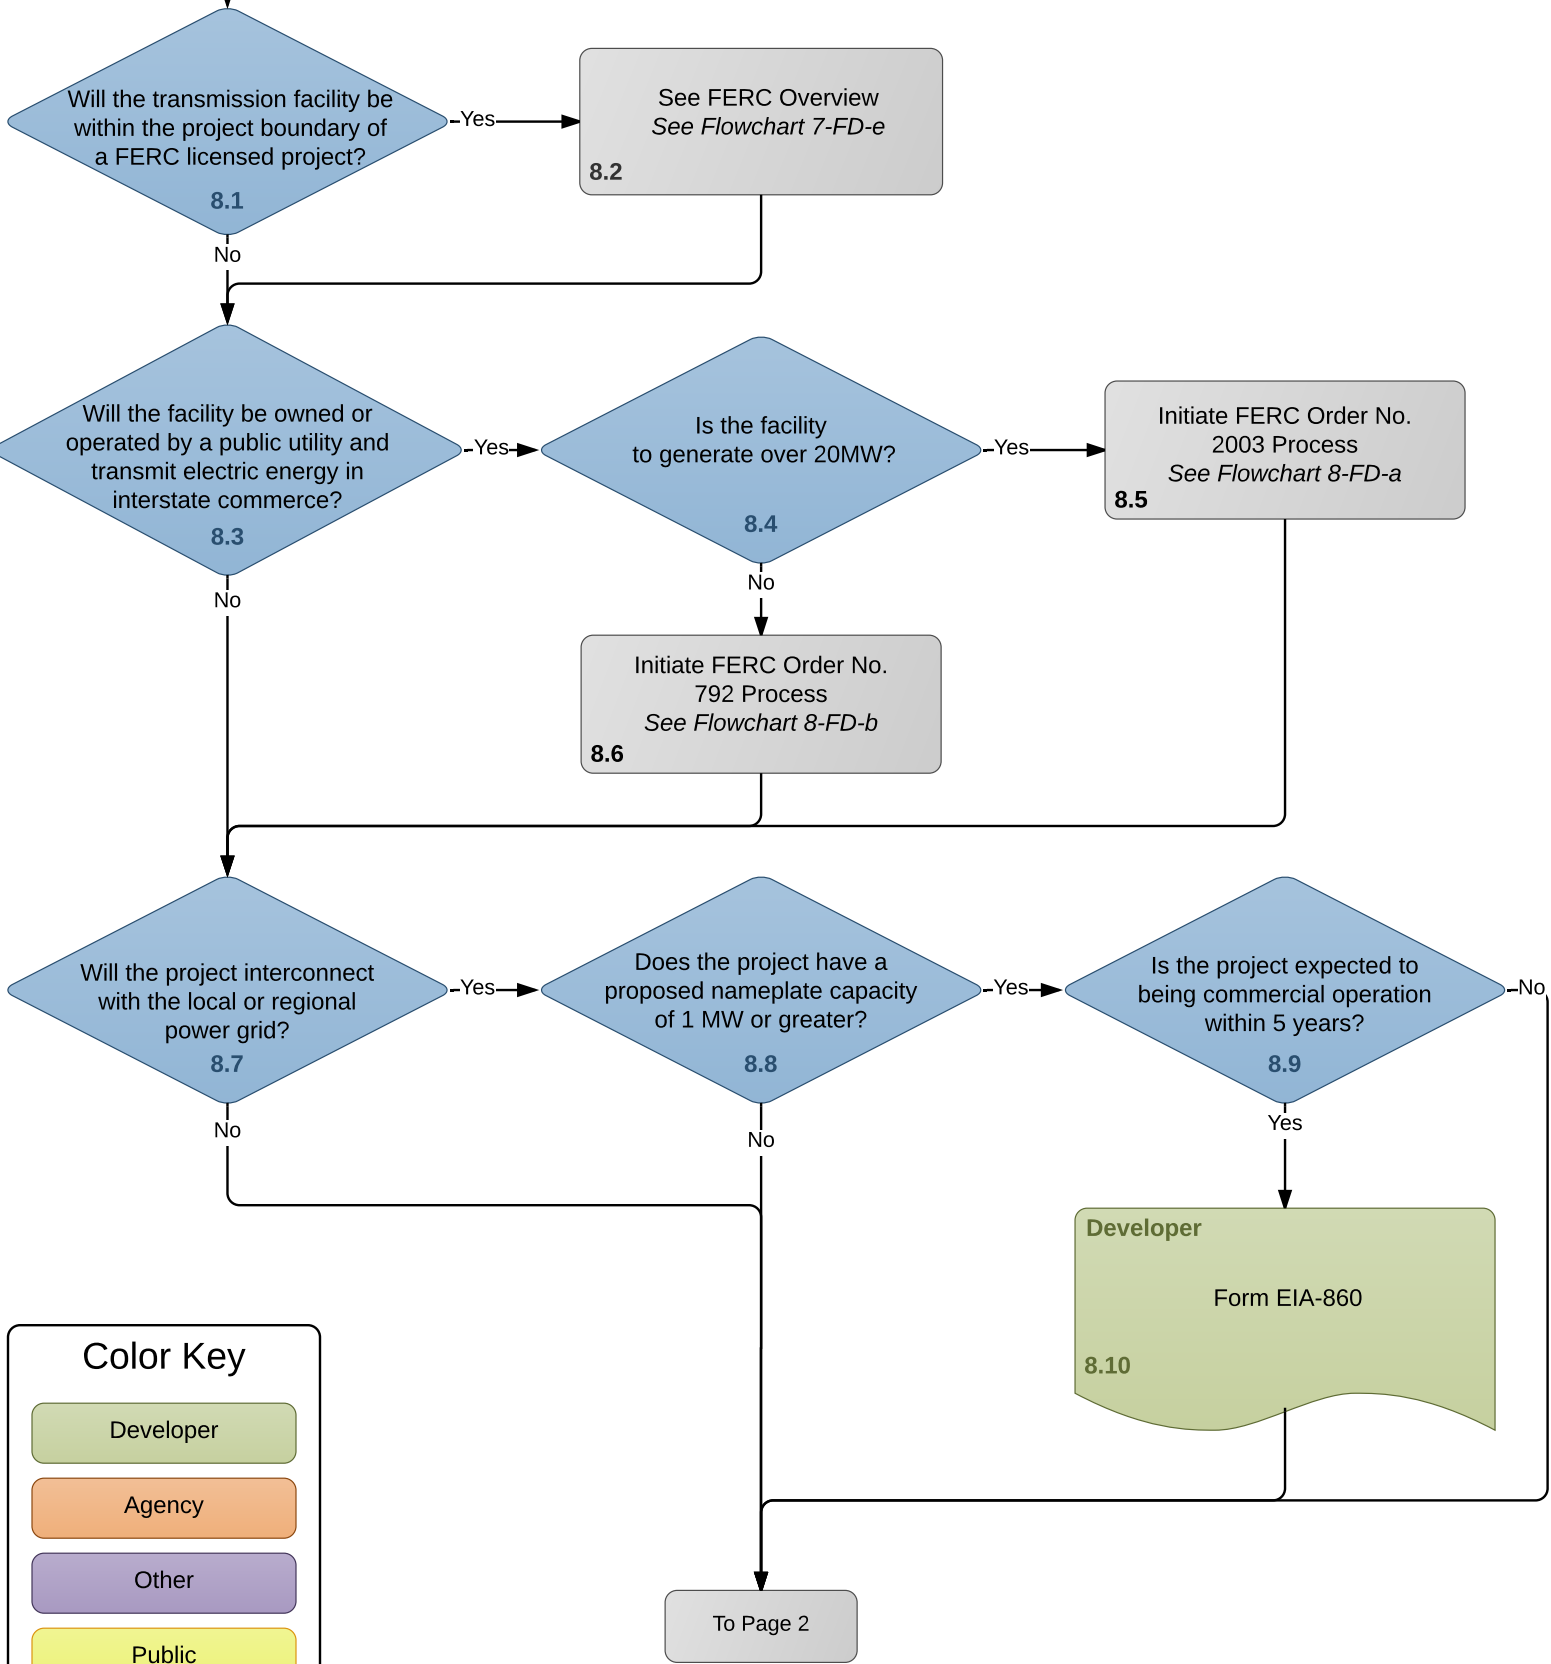 Will the transmission facility be
within the project boundary of
a FERC licensed project?
8.1
Yes
See FERC Overview
See Flowchart 7-FD-e
8.2
No
Will the facility be owned or
operated by a public utility and
transmit electric energy in
interstate commerce?
8.3
Yes
Is the facility
to generate over 20MW?
8.4
Yes
Initiate FERC Order No.
2003 Process
See Flowchart 8-FD-a
8.5
No
No
Initiate FERC Order No.
792 Process
See Flowchart 8-FD-b
8.6
Will the project interconnect
with the local or regional
power grid?
8.7
Yes
Does the project have a
proposed nameplate capacity
of 1 MW or greater?
8.8
Yes
Is the project expected to
being commercial operation
within 5 years?
8.9
No
No
No
Yes
Developer
Form EIA-860
8.10
Color Key
Developer
Agency
Other
Public
To Page 2